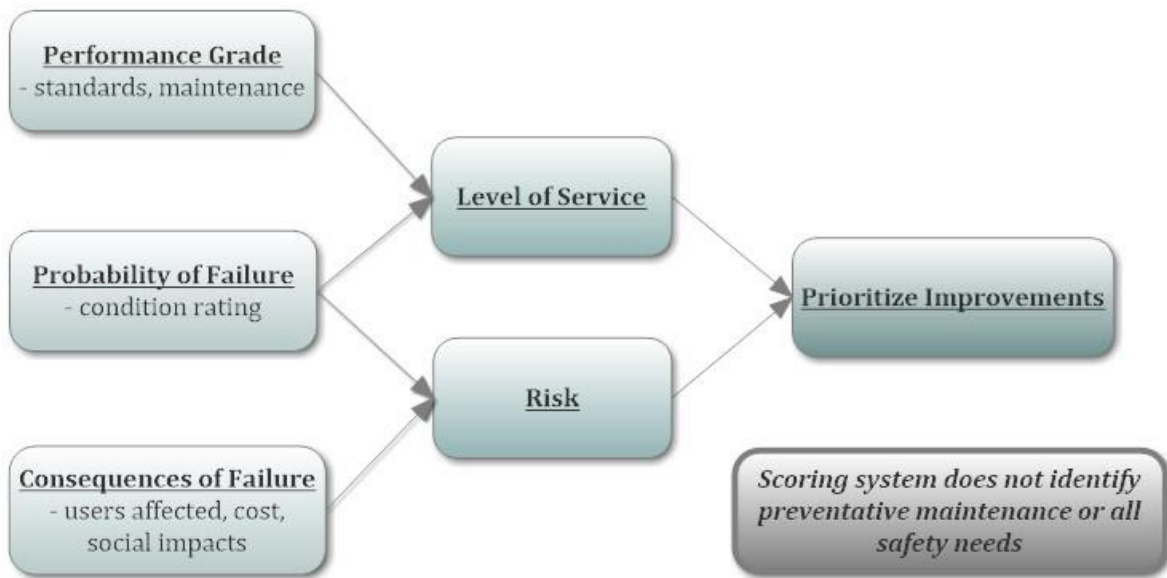 Performance Grade
- standards, maintenance
Level of Service
Probability of Failure
- condition rating
Prioritize Improvements
Risk
Consequences of Failure
- users affected, cost,
social impacts
Scoring system does not identify
preventative maintenance or all
safety needs